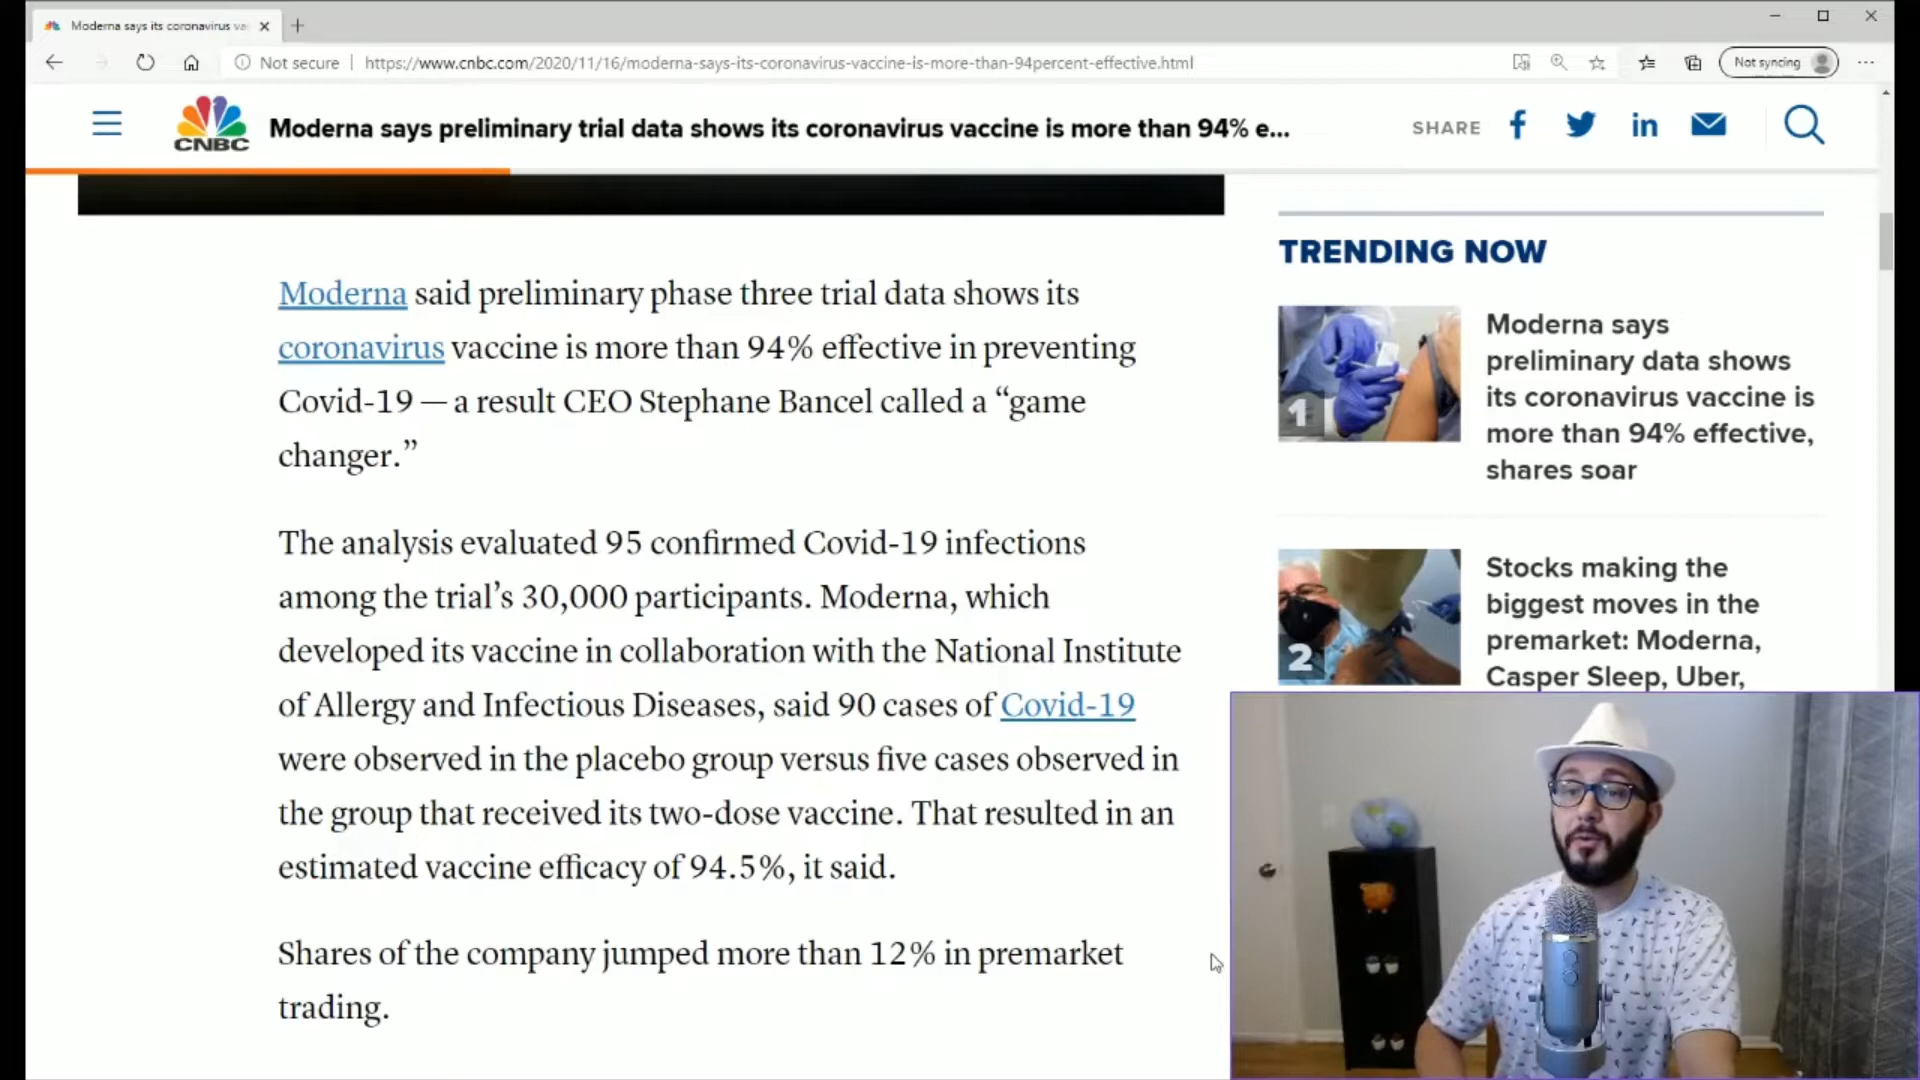 Moderna says its coronavirus va
Not secure
https://www.cnbc.com/2020/11/16/moderna-says-its-coronavirus-vaccine-is-more-than-94percent-effective.html
Not syncing
CNBC
Moderna says preliminary trial data shows its coronavirus vaccine is more than 94% e...
SHARE
Moderna said preliminary phase three trial data shows its
coronavirus vaccine is more than 94% effective in preventing
Covid-19 — a result CEO Stephane Bancel called a “game
changer.”
The analysis evaluated 95 confirmed Covid-19 infections
among the trial’s 30,000 participants. Moderna, which
developed its vaccine in collaboration with the National Institute
of Allergy and Infectious Diseases, said 90 cases of Covid-19
were observed in the placebo group versus five cases observed in
the group that received its two-dose vaccine. That resulted in an
estimated vaccine efficacy of 94.5%, it said.
Shares of the company jumped more than 12% in premarket
trading.
TRENDING NOW
1
Moderna says
preliminary data shows
its coronavirus vaccine is
more than 94% effective,
shares soar
2
Stocks making the
biggest moves in the
premarket: Moderna,
Casper Sleep, Uber,